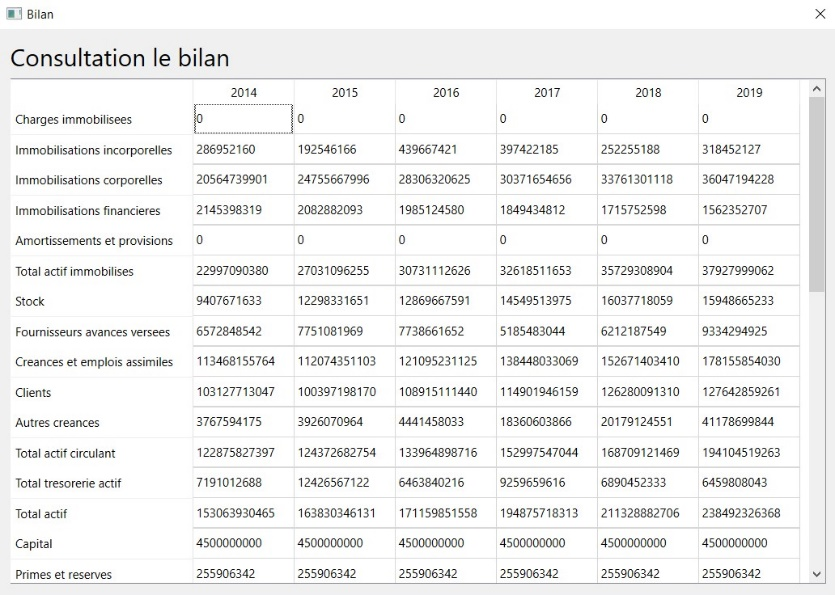 Bilan
Consultation le bilan
2014 2015 2016 2017 2018 2019
Charges immobilisees 0 0 0 0 0 0
Immobilisations incorporelles 286952160 192546166 439667421 397422185 252255188 318452127
Immobilisations corporelles 20564739901 24755667996 28306320625 30371654656 33761301118 36047194228
Immobilisations financieres 2145398319 2082882093 1985124580 1849434812 1715752598 1562352707
Amortissements et provisions 0 0 0 0 0 0
Total actif immobilises 22997090380 27031096255 30731112626 32618511653 35729308904 37927999062
Stock 9407671633 12298331651 12869667591 14549513975 16037718059 15948665233
Fournisseurs avances versees 6572848542 7751081969 7738661652 5185483044 6212187549 9334294925
Creances et emplois assimiles 113468155764 112074351103 121095231125 138448033069 152671403410 178155854030
Clients 103127713047 100397198170 108915111440 114901946159 126280091310 127642859261
Autres creances 3767594175 3926070964 4441458033 18360603866 20179124551 41178699844
Total actif circulant 122875827397 124372682754 133964898716 152997547044 168709121469 194104519263
Total tresorerie actif 7191012688 12426567122 6463840216 9259659616 6890452333 6459808043
Total actif 153063930465 163830346131 171159851558 194875718313 211328882706 238492326368
Capital 4500000000 4500000000 4500000000 4500000000 4500000000 4500000000
Primes et reserves 255906342 255906342 255906342 255906342 255906342 255906342